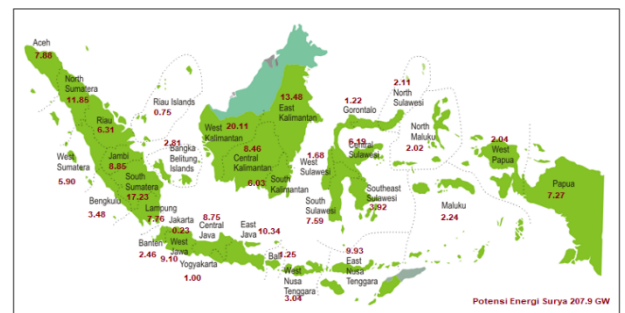 Aceh
7.88
North
Sumatera
11.85
Riau
6.31
Riau Islands
0.75
West
Sumatera
5.90
Jambi
8.85
2.81
Bangka
Belitung
Islands
South
Sumatera
17.23
Bengkulu
3.48
Lampung
7.76
Jakarta
0.23
Banten
2.46
West
Jawa
9.10
8.75
Central
Java
Yogyakarta
1.00
East
Java
10.34
Bali
1.25
West
Nusa
Tenggara
3.04
9.93
East
Nusa
Tenggara
West
Kalimantan
20.11
8.46
Central
Kalimantan
6.03
South
Kalimantan
13.48
East
Kalimantan
1.68
West
Sulawesi
South
Sulawesi
7.59
6.19
Central
Sulawesi
Southeast
Sulawesi
3.92
1.22
Gorontalo
2.11
North
Sulawesi
North
Maluku
2.02
Maluku
2.24
2.04
West
Papua
Papua
7.27
Potensi Energi Surya 207.9 GW